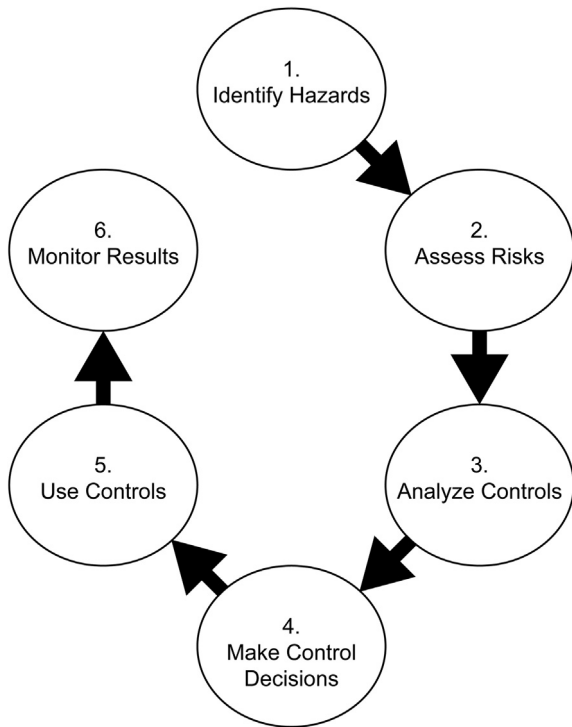 1.
Identify Hazards
2.
Assess Risks
3.
Analyze Controls
4.
Make Control
Decisions
5.
Use Controls
6.
Monitor Results